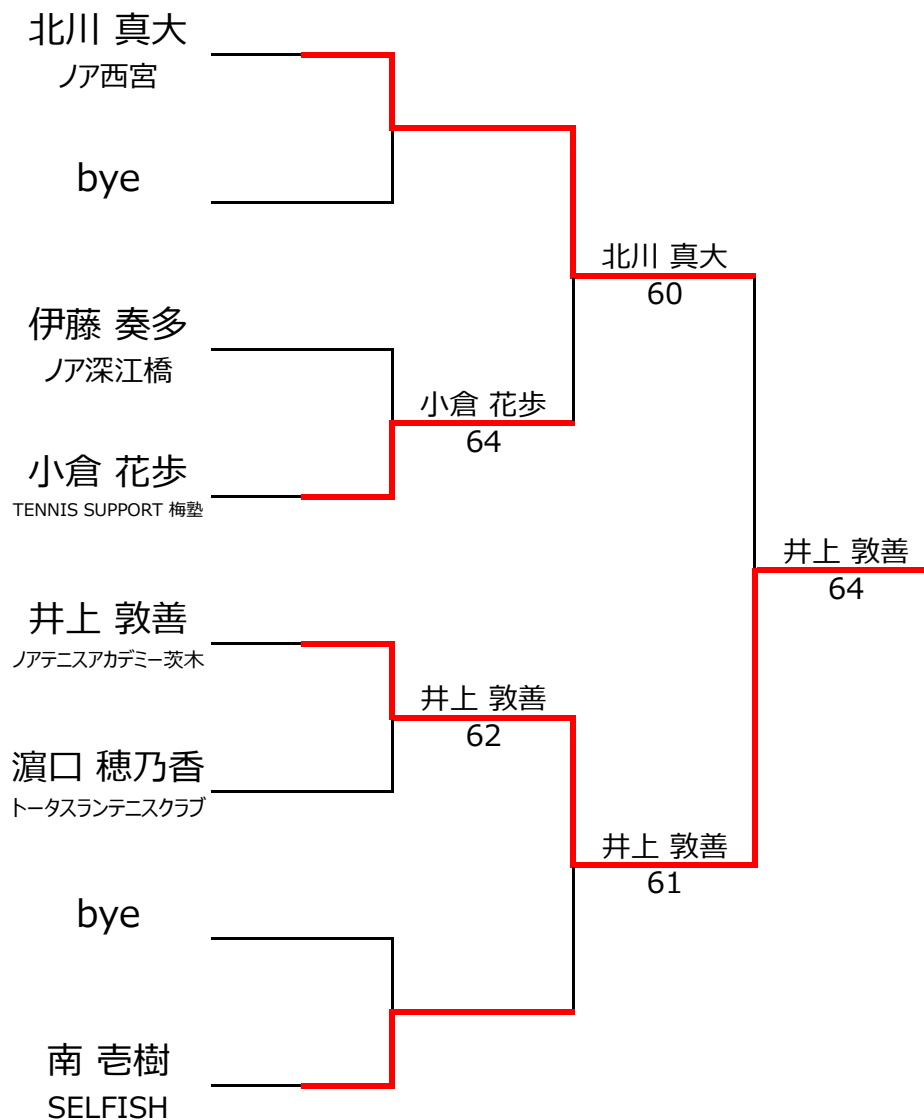 北川 真大
ノア西宮
bye
北川 真大
60
伊藤 奏多
ノア深江橋
小倉 花歩
64
小倉 花歩
TENNIS SUPPORT 梅塾
井上 敦善
64
井上 敦善
ノアテニスアカデミー茨木
井上 敦善
62
濵口 穂乃香
トータスランテニスクラブ
井上 敦善
61
bye
南 壱樹
SELFISH